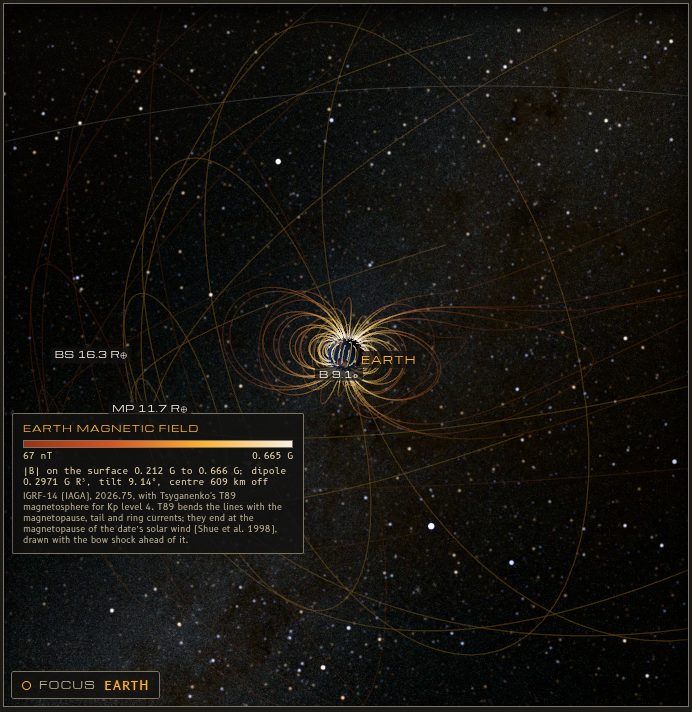 EARTH
BS 16.3 R⊕
B 9.1°
MP 11.7 R⊕
EARTH MAGNETIC FIELD
67 nT 0.665 G
|B| on the surface 0.212 G to 0.666 G; dipole
0.2971 G R³, tilt 9.14°, centre 609 km off
IGRF-14 [IAGA], 2026.75, with Tsyganenko's T89
magnetosphere for Kp level 4. T89 bends the lines with the
magnetopause, tail and ring currents; they end at the
magnetopause of the date's solar wind [Shue et al. 1998],
drawn with the bow shock ahead of it.
FOCUS EARTH